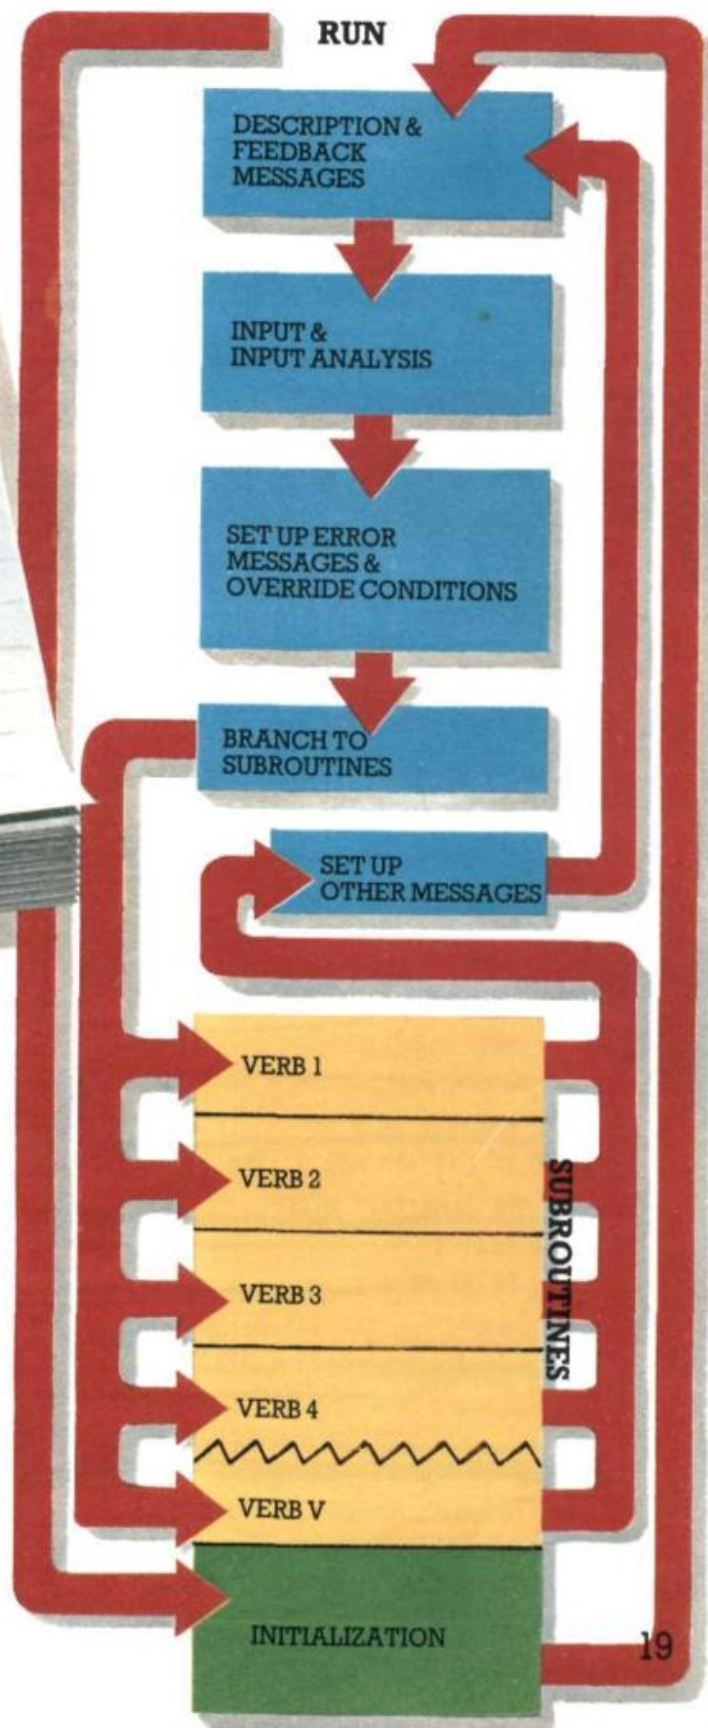 RUN
DESCRIPTION &
FEEDBACK
MESSAGES
INPUT &
INPUT ANALYSIS
SET UP ERROR
MESSAGES &
OVERRIDE CONDITIONS
BRANCH TO
SUBROUTINES
SET UP
OTHER MESSAGES
VERB 1
VERB 2
VERB 3
VERB 4
VERB V
SUBROUTINES
INITIALIZATION
19